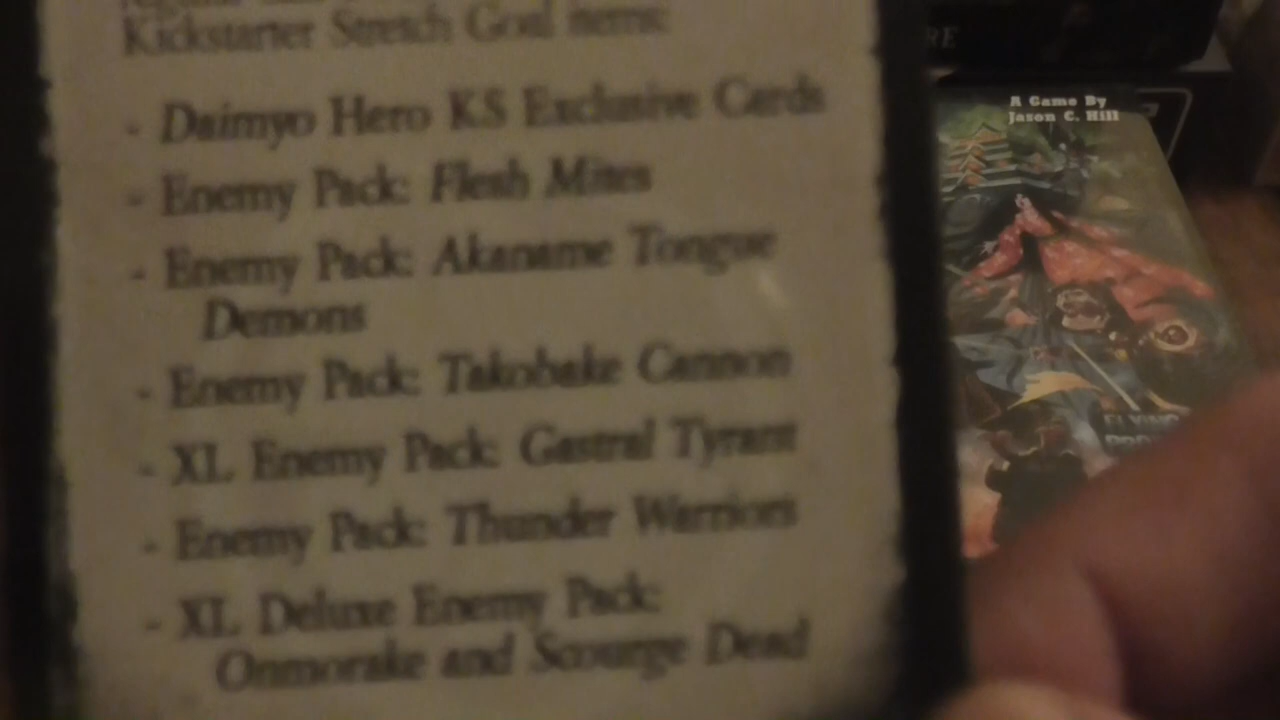 Kickstarter Stretch Goal items:
- Daimyo Hero KS Exclusive Cards
- Enemy Pack: Flesh Mites
- Enemy Pack: Akaname Tongue
Demons
- Enemy Pack: Takobake Cannon
- XL Enemy Pack: Gastral Tyrant
- Enemy Pack: Thunder Warriors
- XL Deluxe Enemy Pack:
Onmorake and Scourge Dead
A Game By
Jason C. Hill